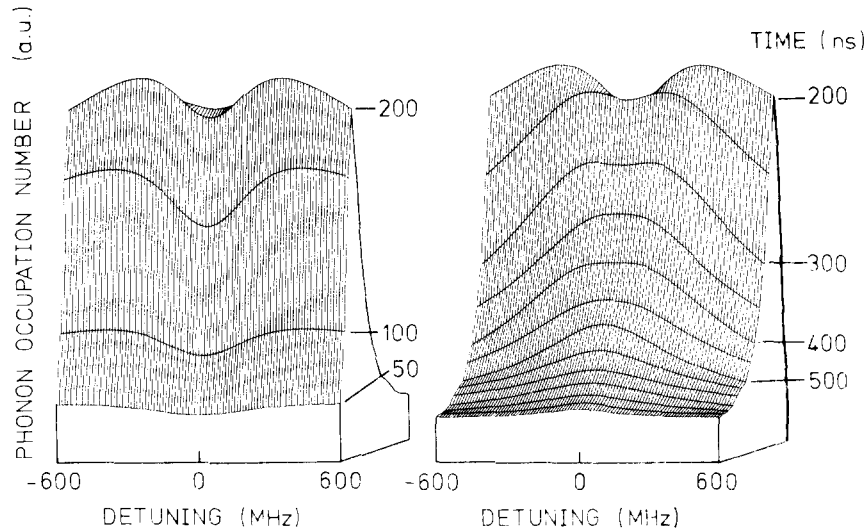 PHONON OCCUPATION NUMBER (a.u.)
200
100
50
-600 0 600
DETUNING (MHz)
TIME (ns)
200
300
400
500
-600 0 600
DETUNING (MHz)